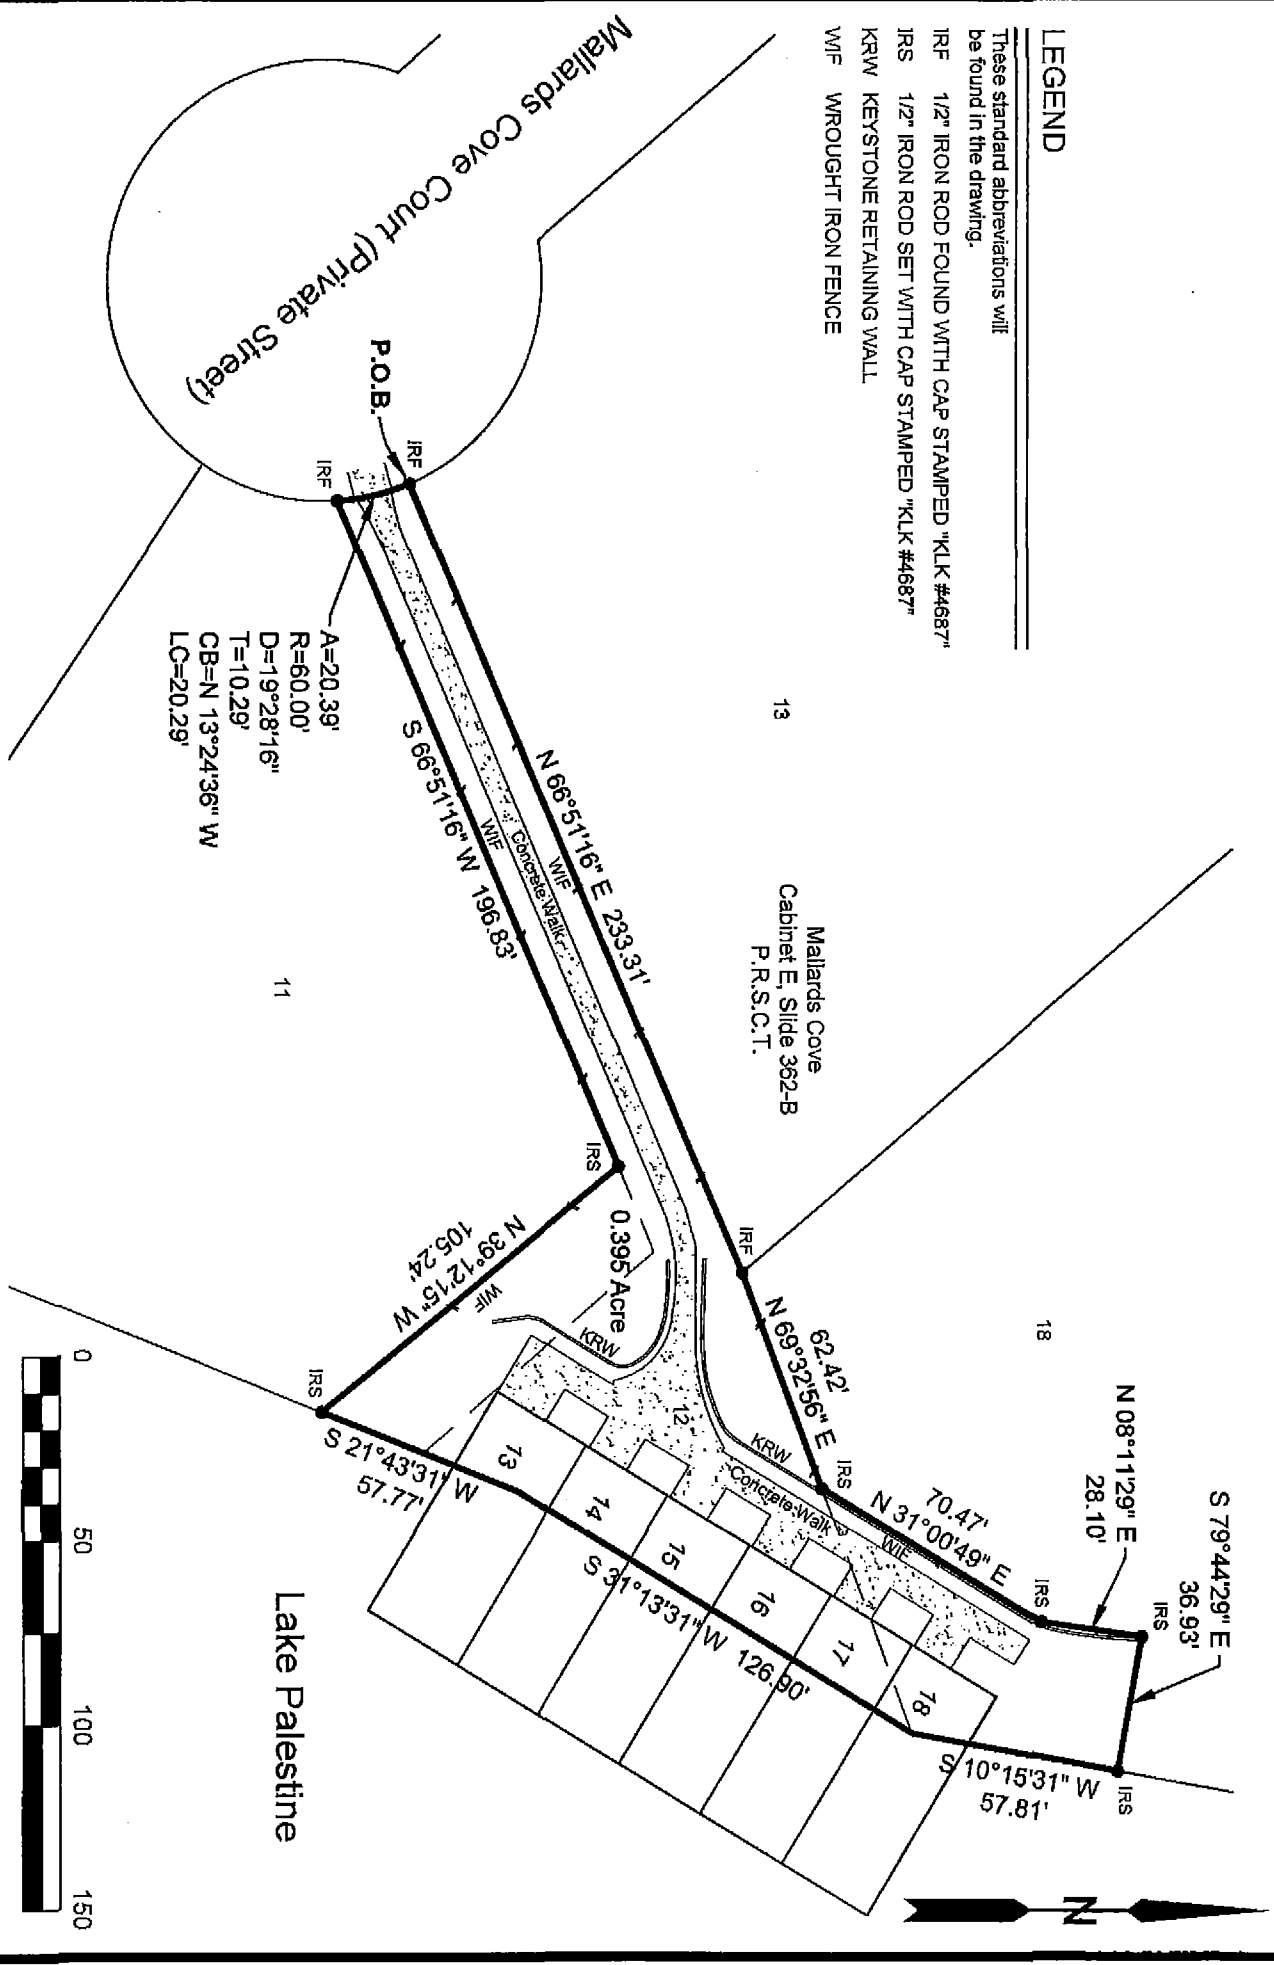 LEGEND
These standard abbreviations will
be found in the drawing.
IRF 1/2" IRON ROD FOUND WITH CAP STAMPED "KLK #4687"
IRS 1/2" IRON ROD SET WITH CAP STAMPED "KLK #4687"
KRW KEYSTONE RETAINING WALL
WIF WROUGHT IRON FENCE
Mallards Cove Court (Private Street)
P.O.B.
IRF
IRF
A=20.39'
R=60.00'
D=19°28'16"
T=10.29'
CB=N 13°24'36" W
LC=20.29'
13
N 66°51'16" E 233.31'
WIF
Concrete Walk
WIF
S 66°51'16" W 196.83'
11
Mallards Cove
Cabinet E, Slide 362-B
P.R.S.C.T.
IRF
IRS
0.395 Acre
N 39°12'15" W
105.24'
WIF
KRW
18
62.42'
N 69°32'56" E
KRW
IRS
12
Concrete Walk
70.47'
N 31°00'49" E
WIF
IRS
N 08°11'29" E
28.10'
IRS
S 79°44'29" E
36.93'
IRS
S 10°15'31" W
57.81'
13
14
15
16
17
18
S 31°13'31" W 126.90'
S 21°43'31" W
57.77'
IRS
Lake Palestine
0 50 100 150
N